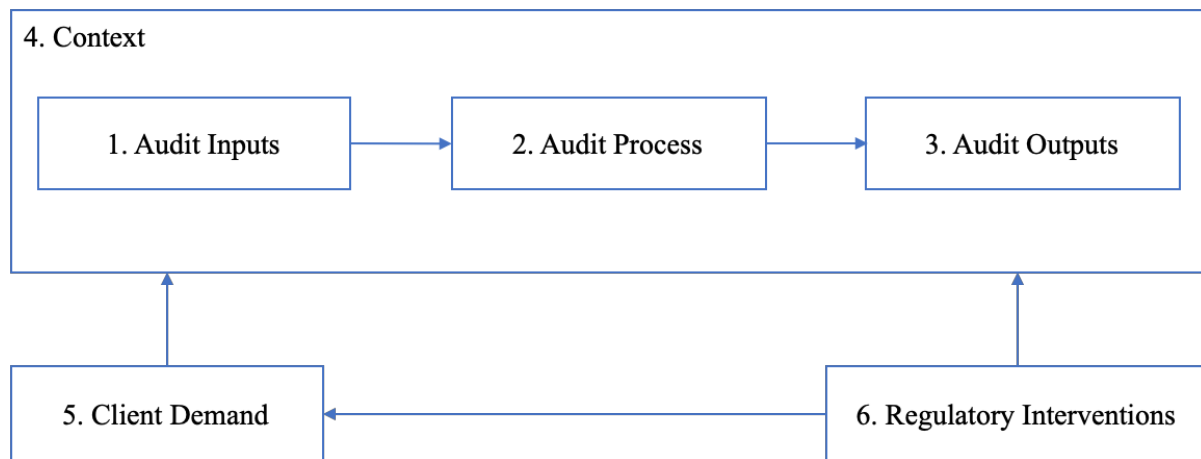 4. Context
1. Audit Inputs
2. Audit Process
3. Audit Outputs
5. Client Demand
6. Regulatory Interventions